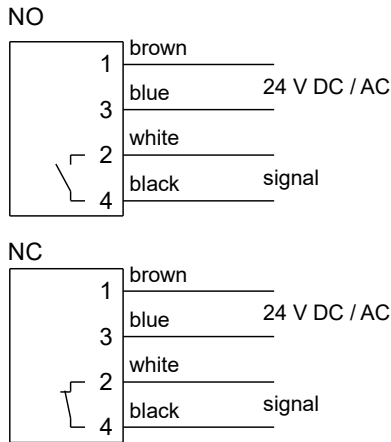 NO
brown
1
24 V DC / AC
blue
3
white
2
black
signal
4
NC
brown
1
24 V DC / AC
blue
3
white
2
black
signal
4